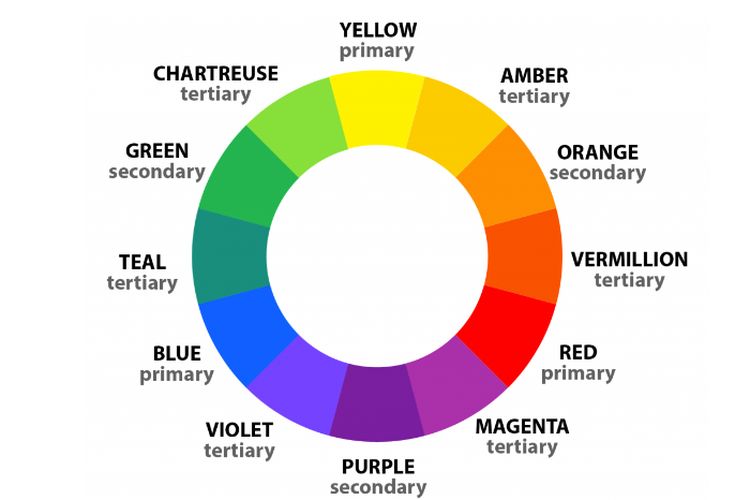 YELLOW
primary
AMBER
tertiary
ORANGE
secondary
VERMILLION
tertiary
RED
primary
MAGENTA
tertiary
PURPLE
secondary
VIOLET
tertiary
BLUE
primary
TEAL
tertiary
GREEN
secondary
CHARTREUSE
tertiary